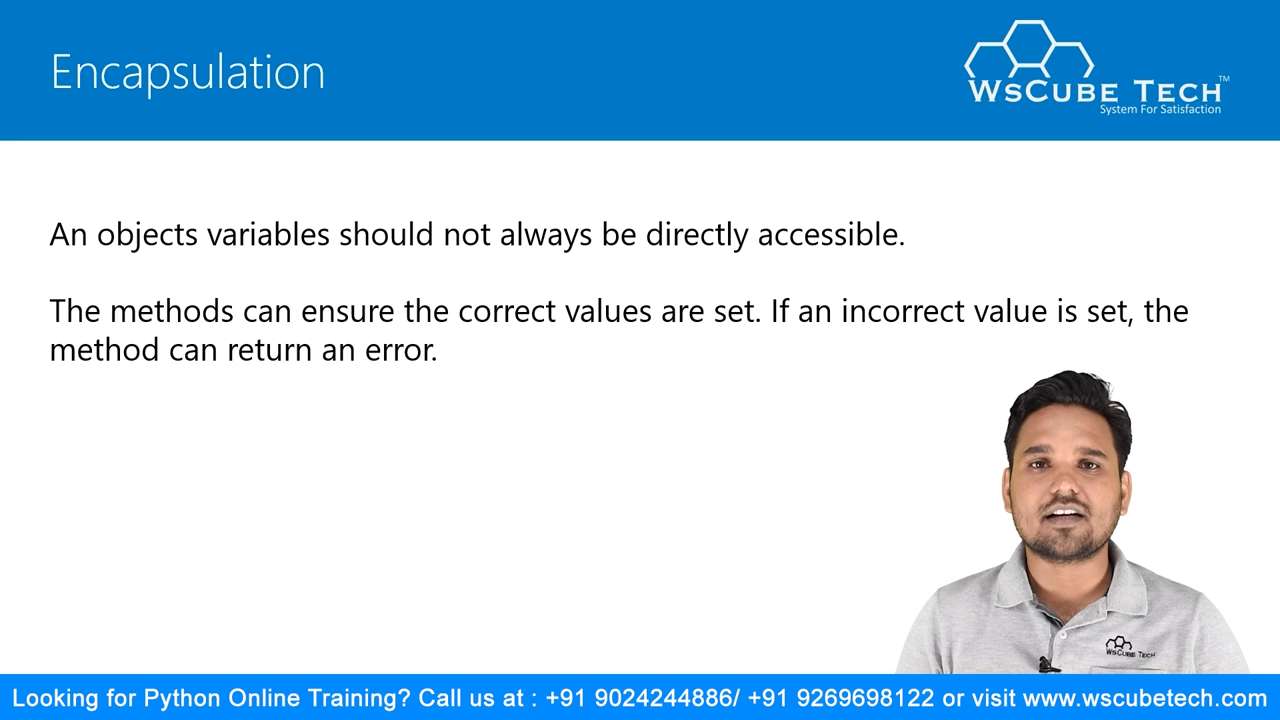 Encapsulation
WsCube Tech™
System For Satisfaction
An objects variables should not always be directly accessible.
The methods can ensure the correct values are set. If an incorrect value is set, the
method can return an error.
WsCube Tech
Looking for Python Online Training? Call us at : +91 9024244886/ +91 9269698122 or visit www.wscubetech.com